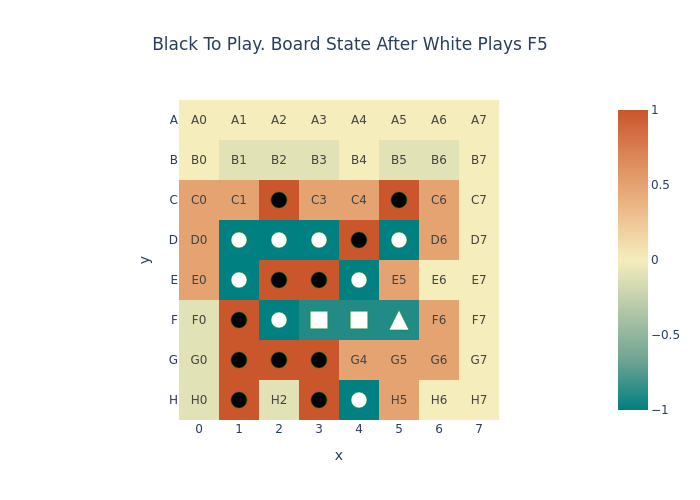 Black To Play. Board State After White Plays F5
A A0 A1 A2 A3 A4 A5 A6 A7
B B0 B1 B2 B3 B4 B5 B6 B7
C C0 C1 C3 C4 C6 C7
D D0 D6 D7
E E0 E5 E6 E7
F F0 F6 F7
G G0 G4 G5 G6 G7
H H0 H2 H5 H6 H7
0 1 2 3 4 5 6 7
x
y
1
0.5
0
−0.5
−1